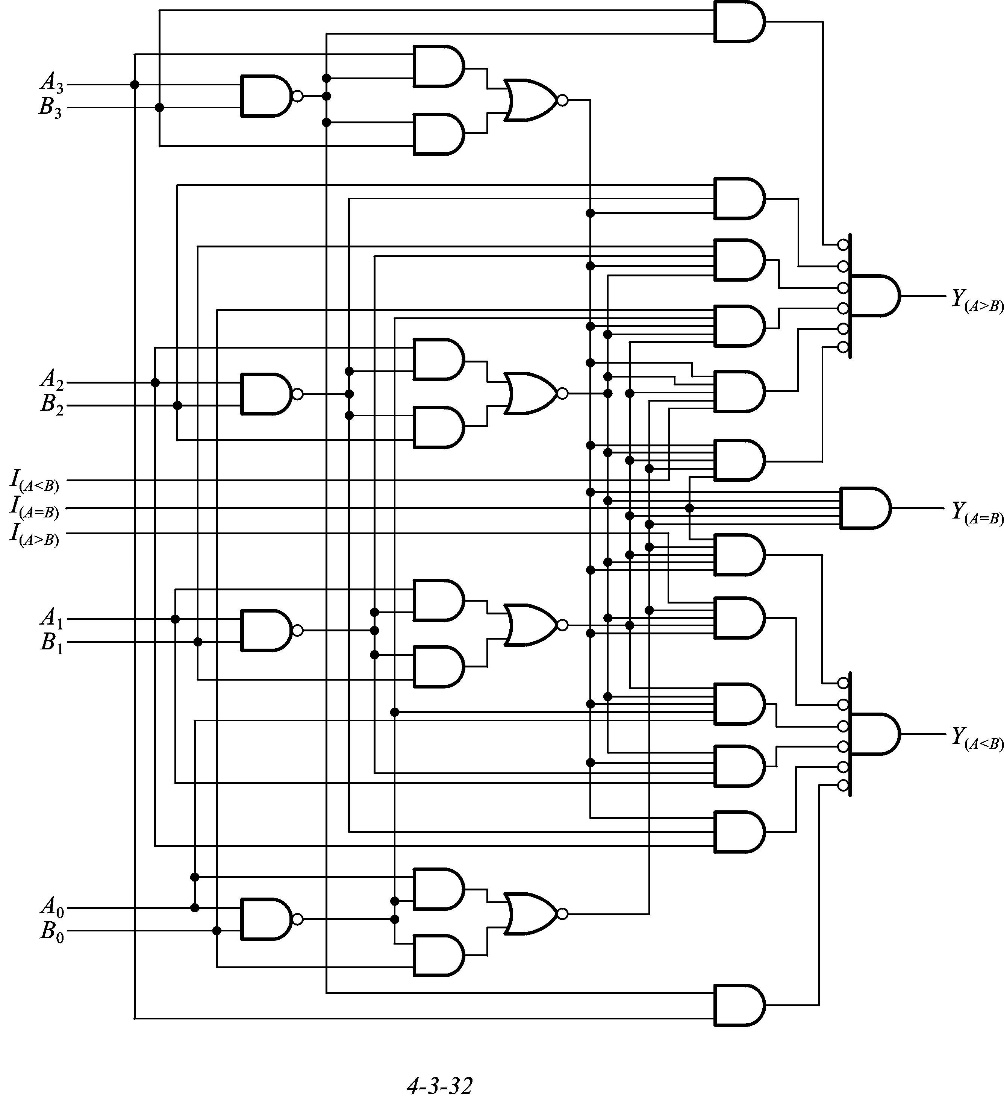 A3
B3
Y(A>B)
A2
B2
I(A<B)
I(A=B)
Y(A=B)
I(A>B)
A1
B1
Y(A<B)
A0
B0
4-3-32